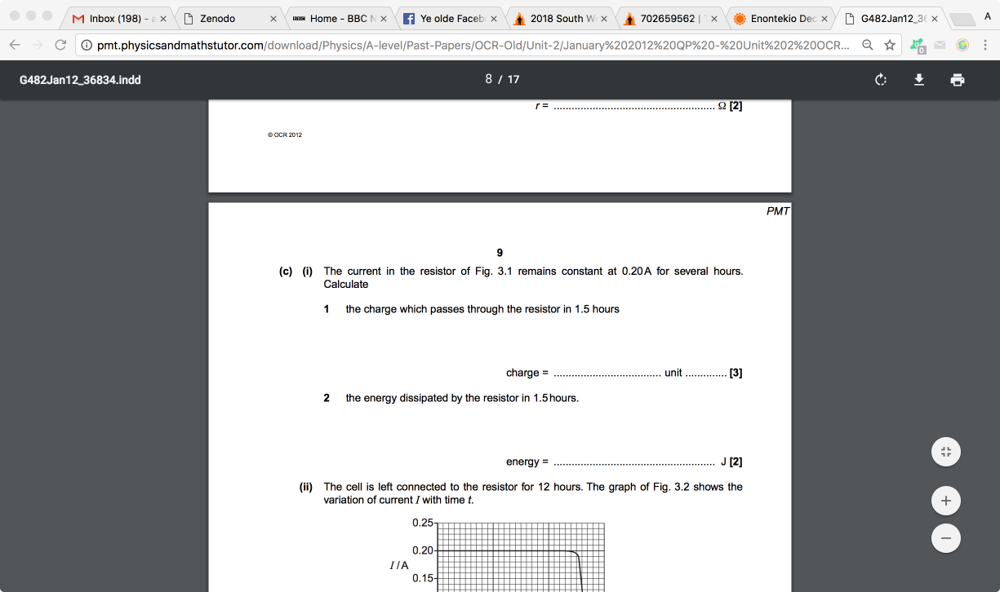 Inbox (198) - a
Zenodo
Home - BBC N
Ye olde Faceb
2018 South W
702659562 |
Enontekio Dec
G482Jan12_36
A
pmt.physicsandmathstutor.com/download/Physics/A-level/Past-Papers/OCR-Old/Unit-2/January%202012%20QP%20-%20Unit%202%20OCR...
0
G482Jan12_36834.indd
8 / 17
r = ...................................................... Ω [2]
© OCR 2012
PMT
9
(c) (i) The current in the resistor of Fig. 3.1 remains constant at 0.20 A for several hours.
Calculate
1 the charge which passes through the resistor in 1.5 hours
charge = .................................... unit .............. [3]
2 the energy dissipated by the resistor in 1.5 hours.
energy = ...................................................... J [2]
(ii) The cell is left connected to the resistor for 12 hours. The graph of Fig. 3.2 shows the
variation of current I with time t.
0.25
0.20
I / A
0.15